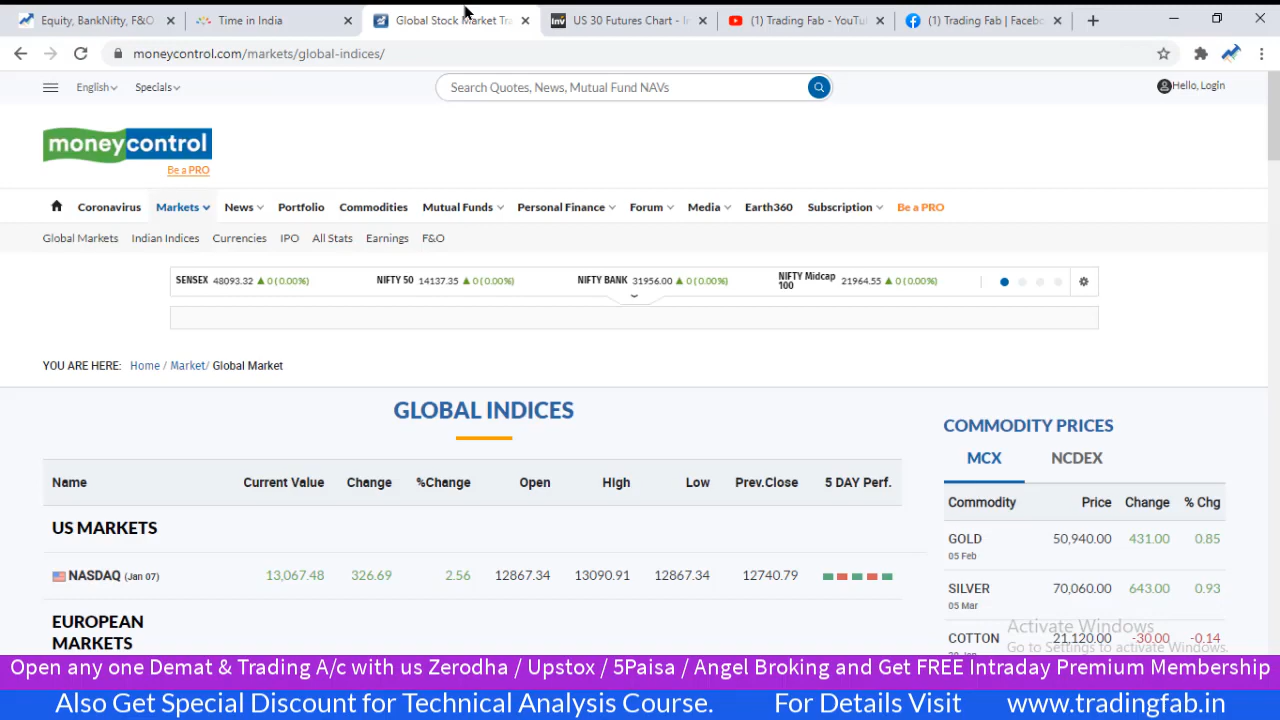 Equity, BankNifty, F&O
Time in India
Global Stock Market Tra
US 30 Futures Chart - In
(1) Trading Fab - YouTu
(1) Trading Fab | Facebo
moneycontrol.com/markets/global-indices/
English
Specials
Search Quotes, News, Mutual Fund NAVs
Hello, Login
moneycontrol
Be a PRO
Coronavirus Markets News Portfolio Commodities Mutual Funds Personal Finance Forum Media Earth360 Subscription Be a PRO
Global Markets Indian Indices Currencies IPO All Stats Earnings F&O
SENSEX 48093.32 ▲ 0 (0.00%) NIFTY 50 14137.35 ▲ 0 (0.00%) NIFTY BANK 31956.00 ▲ 0 (0.00%) NIFTY Midcap 100 21964.55 ▲ 0 (0.00%)
YOU ARE HERE: Home / Market/ Global Market
GLOBAL INDICES
Name Current Value Change %Change Open High Low Prev.Close 5 DAY Perf.
US MARKETS
NASDAQ (Jan 07) 13,067.48 326.69 2.56 12867.34 13090.91 12867.34 12740.79
EUROPEAN
MARKETS
COMMODITY PRICES
MCX NCDEX
Commodity Price Change % Chg
GOLD 50,940.00 431.00 0.85
05 Feb
SILVER 70,060.00 643.00 0.93
05 Mar
COTTON 21,120.00 -30.00 -0.14
Activate Windows
Go to Settings to activate Windows.
Open any one Demat & Trading A/c with us Zerodha / Upstox / 5Paisa / Angel Broking and Get FREE Intraday Premium Membership
Also Get Special Discount for Technical Analysis Course. For Details Visit www.tradingfab.in